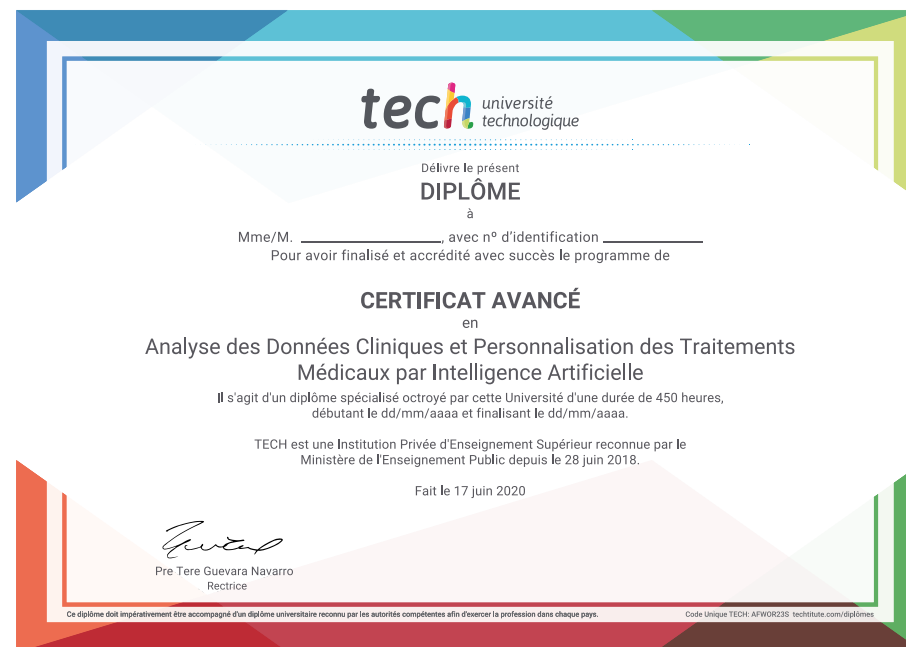 tech université
technologique
Délivre le présent
DIPLÔME
à
Mme/M. ____________________, avec nº d'identification ______________
Pour avoir finalisé et accrédité avec succès le programme de
CERTIFICAT AVANCÉ
en
Analyse des Données Cliniques et Personnalisation des Traitements
Médicaux par Intelligence Artificielle
Il s'agit d'un diplôme spécialisé octroyé par cette Université d'une durée de 450 heures,
débutant le dd/mm/aaaa et finalisant le dd/mm/aaaa.
TECH est une Institution Privée d'Enseignement Supérieur reconnue par le
Ministère de l'Enseignement Public depuis le 28 juin 2018.
Fait le 17 juin 2020
Pre Tere Guevara Navarro
Rectrice
Ce diplôme doit impérativement être accompagné d'un diplôme universitaire reconnu par les autorités compétentes afin d'exercer la profession dans chaque pays.
Code Unique TECH: AFWOR23S techtitute.com/diplômes